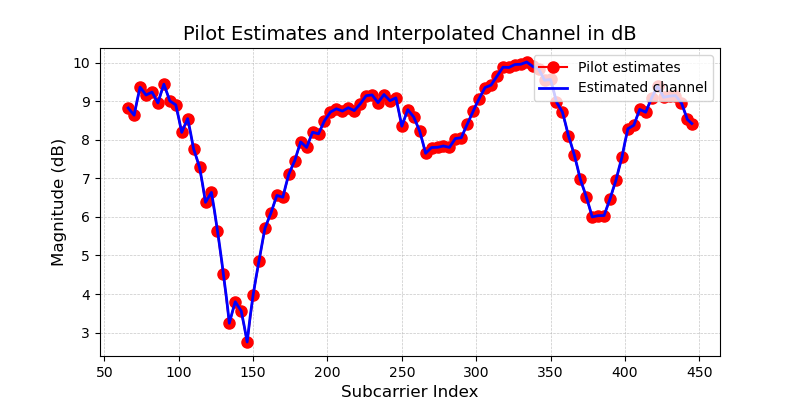 Pilot Estimates and Interpolated Channel in dB
Pilot estimates
Estimated channel
10
9
8
7
6
5
4
3
Magnitude (dB)
50 100 150 200 250 300 350 400 450
Subcarrier Index